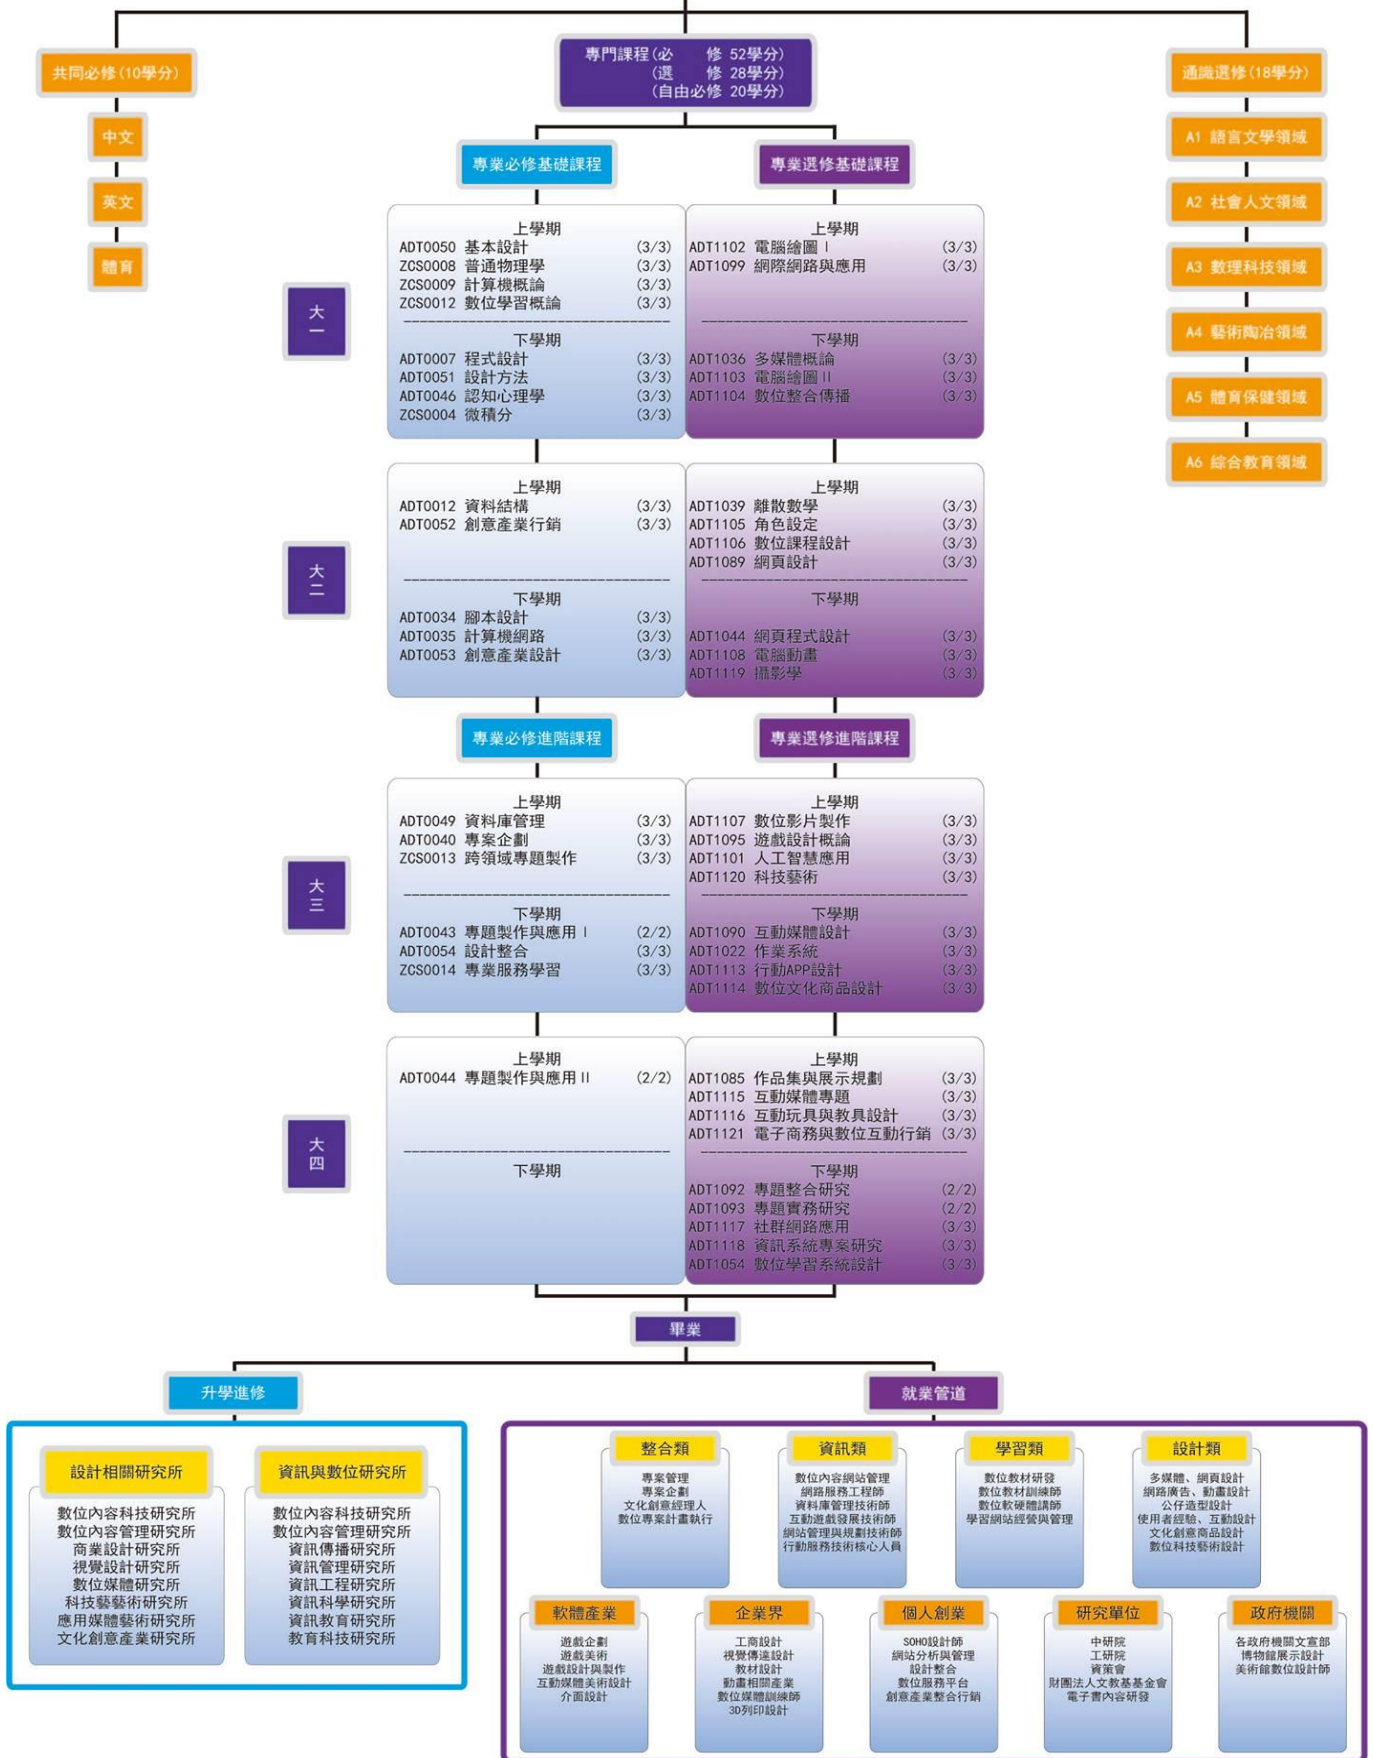 共同必修(10學分)
中文
英文
體育
專門課程(必　　修 52學分)
(選　　修 28學分)
(自由必修 20學分)
通識選修(18學分)
A1 語言文學領域
A2 社會人文領域
A3 數理科技領域
A4 藝術陶冶領域
A5 體育保健領域
A6 綜合教育領域
專業必修基礎課程
專業選修基礎課程
大一
上學期
ADT0050 基本設計 (3/3)
ZCS0008 普通物理學 (3/3)
ZCS0009 計算機概論 (3/3)
ZCS0012 數位學習概論 (3/3)
下學期
ADT0007 程式設計 (3/3)
ADT0051 設計方法 (3/3)
ADT0046 認知心理學 (3/3)
ZCS0004 微積分 (3/3)
上學期
ADT1102 電腦繪圖Ⅰ (3/3)
ADT1099 網際網路與應用 (3/3)
下學期
ADT1036 多媒體概論 (3/3)
ADT1103 電腦繪圖Ⅱ (3/3)
ADT1104 數位整合傳播 (3/3)
大二
上學期
ADT0012 資料結構 (3/3)
ADT0052 創意產業行銷 (3/3)
下學期
ADT0034 腳本設計 (3/3)
ADT0035 計算機網路 (3/3)
ADT0053 創意產業設計 (3/3)
上學期
ADT1039 離散數學 (3/3)
ADT1105 角色設定 (3/3)
ADT1106 數位課程設計 (3/3)
ADT1089 網頁設計 (3/3)
下學期
ADT1044 網頁程式設計 (3/3)
ADT1108 電腦動畫 (3/3)
ADT1119 攝影學 (3/3)
專業必修進階課程
專業選修進階課程
大三
上學期
ADT0049 資料庫管理 (3/3)
ADT0040 專案企劃 (3/3)
ZCS0013 跨領域專題製作 (3/3)
下學期
ADT0043 專題製作與應用Ⅰ (2/2)
ADT0054 設計整合 (3/3)
ZCS0014 專業服務學習 (3/3)
上學期
ADT1107 數位影片製作 (3/3)
ADT1095 遊戲設計概論 (3/3)
ADT1101 人工智慧應用 (3/3)
ADT1120 科技藝術 (3/3)
下學期
ADT1090 互動媒體設計 (3/3)
ADT1022 作業系統 (3/3)
ADT1113 行動APP設計 (3/3)
ADT1114 數位文化商品設計 (3/3)
大四
上學期
ADT0044 專題製作與應用Ⅱ (2/2)
下學期
上學期
ADT1085 作品集與展示規劃 (3/3)
ADT1115 互動媒體專題 (3/3)
ADT1116 互動玩具與教具設計 (3/3)
ADT1121 電子商務與數位互動行銷 (3/3)
下學期
ADT1092 專題整合研究 (2/2)
ADT1093 專題實務研究 (2/2)
ADT1117 社群網路應用 (3/3)
ADT1118 資訊系統專案研究 (3/3)
ADT1054 數位學習系統設計 (3/3)
畢業
升學進修
就業管道
設計相關研究所
數位內容科技研究所
數位內容管理研究所
商業設計研究所
視覺設計研究所
數位媒體研究所
科技藝藝術研究所
應用媒體藝術研究所
文化創意產業研究所
資訊與數位研究所
數位內容科技研究所
數位內容管理研究所
資訊傳播研究所
資訊管理研究所
資訊工程研究所
資訊科學研究所
資訊教育研究所
教育科技研究所
整合類
專案管理
專案企劃
文化創意經理人
數位專案計畫執行
資訊類
數位內容網站管理
網路服務工程師
資料庫管理技術師
互動遊戲發展技術師
網站管理與規劃技術師
行動服務技術核心人員
學習類
數位教材研發
數位教材訓練師
數位軟硬體講師
學習網站經營與管理
設計類
多媒體、網頁設計
網路廣告、動畫設計
公仔造型設計
使用者經驗、互動設計
文化創意商品設計
數位科技藝術設計
軟體產業
遊戲企劃
遊戲美術
遊戲設計與製作
互動媒體美術設計
介面設計
企業界
工商設計
視覺傳達設計
教材設計
動畫相關產業
數位媒體訓練師
3D列印設計
個人創業
SOHO設計師
網站分析與管理
設計整合
數位服務平台
創意產業整合行銷
研究單位
中研院
工研院
資策會
財團法人文教基基金會
電子書內容研發
政府機關
各政府機關文宣部
博物館展示設計
美術館數位設計師